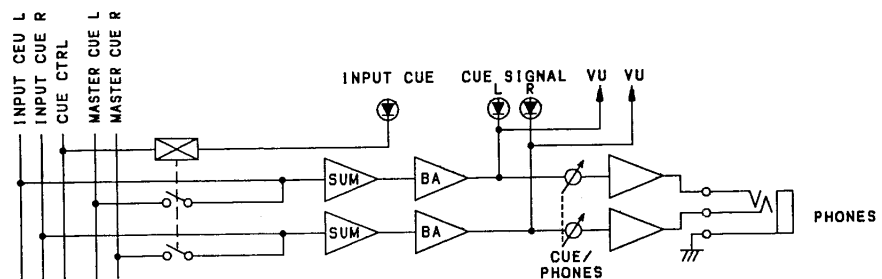 INPUT CEU L
INPUT CUE R
CUE CTRL
MASTER CUE L
MASTER CUE R
INPUT CUE
CUE SIGNAL
L
R
VU
VU
SUM
BA
SUM
BA
CUE/
PHONES
PHONES